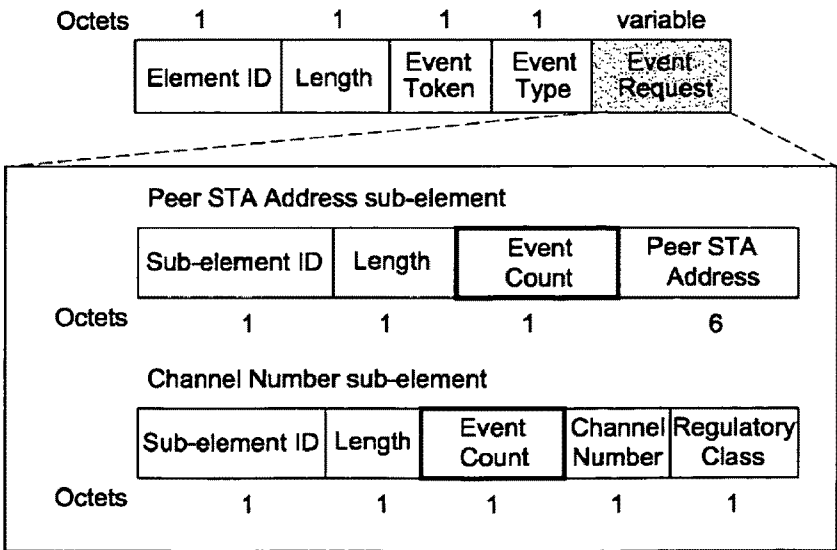 Octets 1 1 1 1 variable
Element ID Length Event Token Event Type Event Request
Peer STA Address sub-element
Sub-element ID Length Event Count Peer STA Address
Octets 1 1 1 6
Channel Number sub-element
Sub-element ID Length Event Count Channel Number Regulatory Class
Octets 1 1 1 1 1